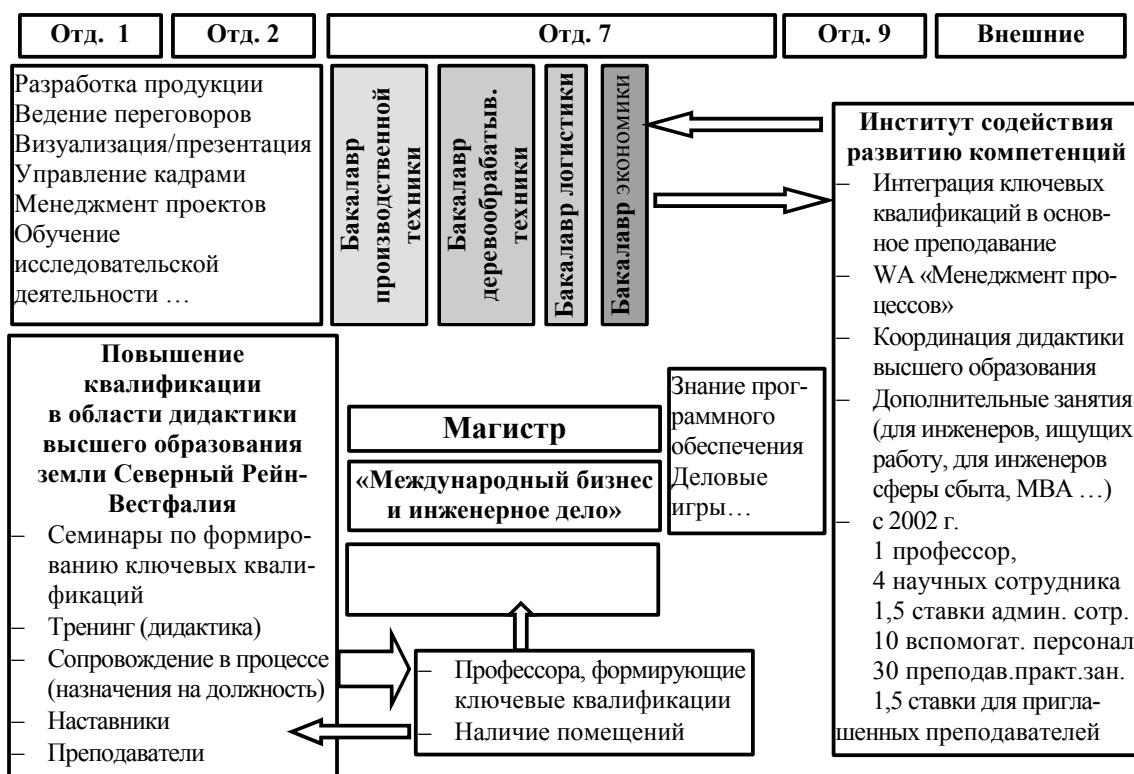 Отд. 1
Отд. 2
Отд. 7
Отд. 9
Внешние
Разработка продукции
Ведение переговоров
Визуализация/презентация
Управление кадрами
Менеджмент проектов
Обучение
исследовательской
деятельности …
Бакалавр
производственной
техники
Бакалавр
деревообрабатыв.
техники
Бакалавр логистики
Бакалавр экономики
Институт содействия
развитию компетенций
– Интеграция ключевых
квалификаций в основ-
ное преподавание
– WA «Менеджмент про-
цессов»
– Координация дидактики
высшего образования
– Дополнительные занятия
(для инженеров, ищущих
работу, для инженеров
сферы сбыта, MBA …)
– с 2002 г.
1 профессор,
4 научных сотрудника
1,5 ставки админ. сотр.
10 вспомогат. персонал
30 преподав.практ.зан.
1,5 ставки для пригла-
шенных преподавателей
Повышение
квалификации
в области дидактики
высшего образования
земли Северный Рейн-
Вестфалия
– Семинары по формиро-
ванию ключевых квали-
фикаций
– Тренинг (дидактика)
– Сопровождение в процессе
(назначения на должность)
– Наставники
– Преподаватели
Магистр
«Международный бизнес
и инженерное дело»
Знание прог-
раммного
обеспечения
Деловые
игры…
– Профессора, формирующие
ключевые квалификации
– Наличие помещений